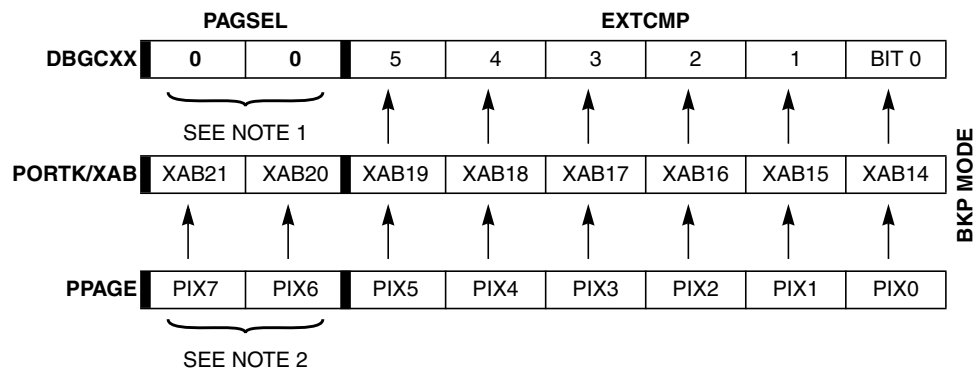 PAGSEL EXTCMP
DBGCXX 0 0 5 4 3 2 1 BIT 0
SEE NOTE 1
PORTK/XAB XAB21 XAB20 XAB19 XAB18 XAB17 XAB16 XAB15 XAB14
BKP MODE
PPAGE PIX7 PIX6 PIX5 PIX4 PIX3 PIX2 PIX1 PIX0
SEE NOTE 2